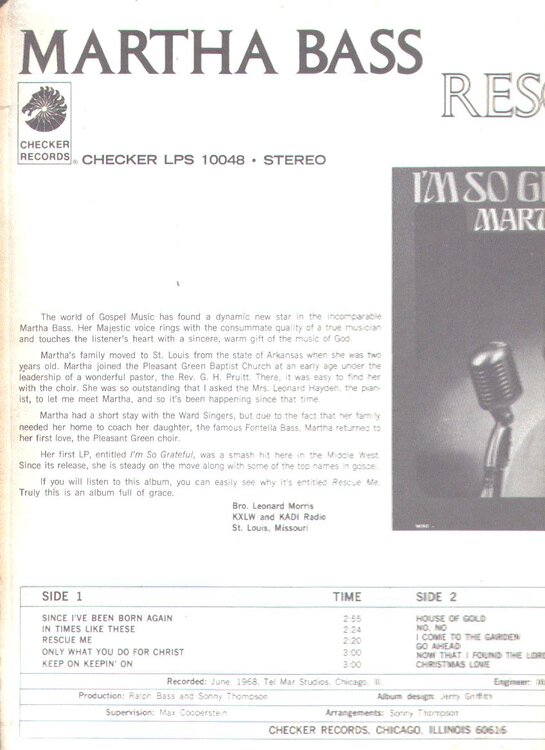 MARTHA BASS
RESC
CHECKER
RECORDS
® CHECKER LPS 10048 • STEREO
I'M SO G
MART
The world of Gospel Music has found a dynamic new star in the incomparable
Martha Bass. Her Majestic voice rings with the consummate quality of a true musician
and touches the listener's heart with a sincere, warm gift of the music of God.
Martha's family moved to St. Louis from the state of Arkansas when she was two
years old. Martha joined the Pleasant Green Baptist Church at an early age under the
leadership of a wonderful pastor, the Rev. G. H. Pruitt. There, it was easy to find her
with the choir. She was so outstanding that I asked the Mrs. Leonard Hayden, the pian-
ist, to let me meet Martha, and so it's been happening since that time.
Martha had a short stay with the Ward Singers, but due to the fact that her family
needed her home to coach her daughter, the famous Fontella Bass, Martha returned to
her first love, the Pleasant Green choir.
Her first LP, entitled I'm So Grateful, was a smash hit here in the Middle West.
Since its release, she is steady on the move along with some of the top names in gospel.
If you will listen to this album, you can easily see why it's entitled Rescue Me.
Truly this is an album full of grace.
Bro. Leonard Morris
KXLW and KADI Radio
St. Louis, Missouri
SIDE 1 TIME SIDE 2
SINCE I'VE BEEN BORN AGAIN 2:55 HOUSE OF GOLD
IN TIMES LIKE THESE 2:24 NO, NO
RESCUE ME 2:20 I COME TO THE GARDEN
ONLY WHAT YOU DO FOR CHRIST 3:00 GO AHEAD
KEEP ON KEEPIN' ON 3:00 NOW THAT I FOUND THE LORD
CHRISTMAS LOVE
Recorded: June, 1968, Tel Mar Studios, Chicago, Ill. Engineer:
Production: Ralph Bass and Sonny Thompson Album design: Jerry Griffith
Supervision: Max Cooperstein Arrangements: Sonny Thompson
CHECKER RECORDS, CHICAGO, ILLINOIS 60616